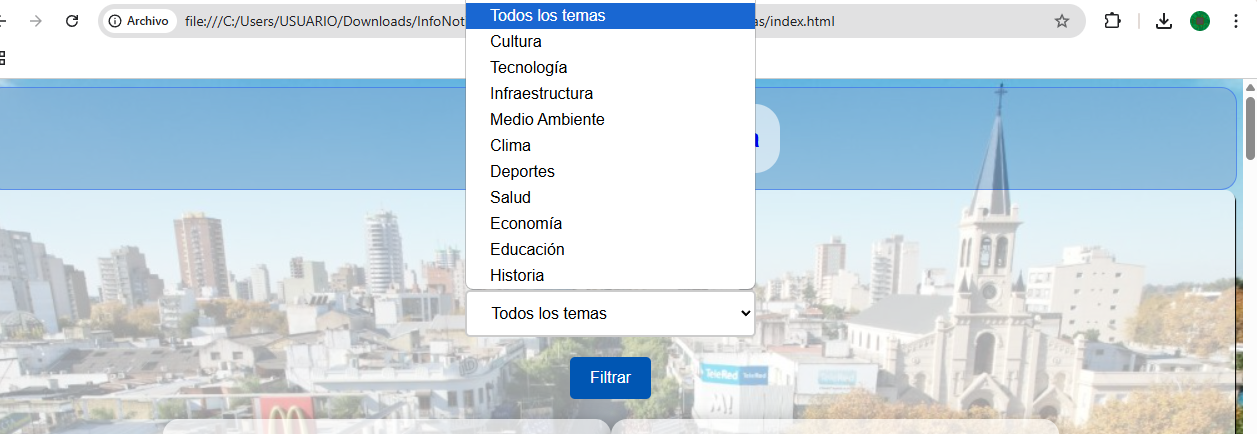 Archivo file:///C:/Users/USUARIO/Downloads/InfoNot as/index.html
Todos los temas
Cultura
Tecnología
Infraestructura
Medio Ambiente
a
Clima
Deportes
Salud
Economía
Educación
Historia
Todos los temas
Filtrar
TeleRed TeleRed
M!